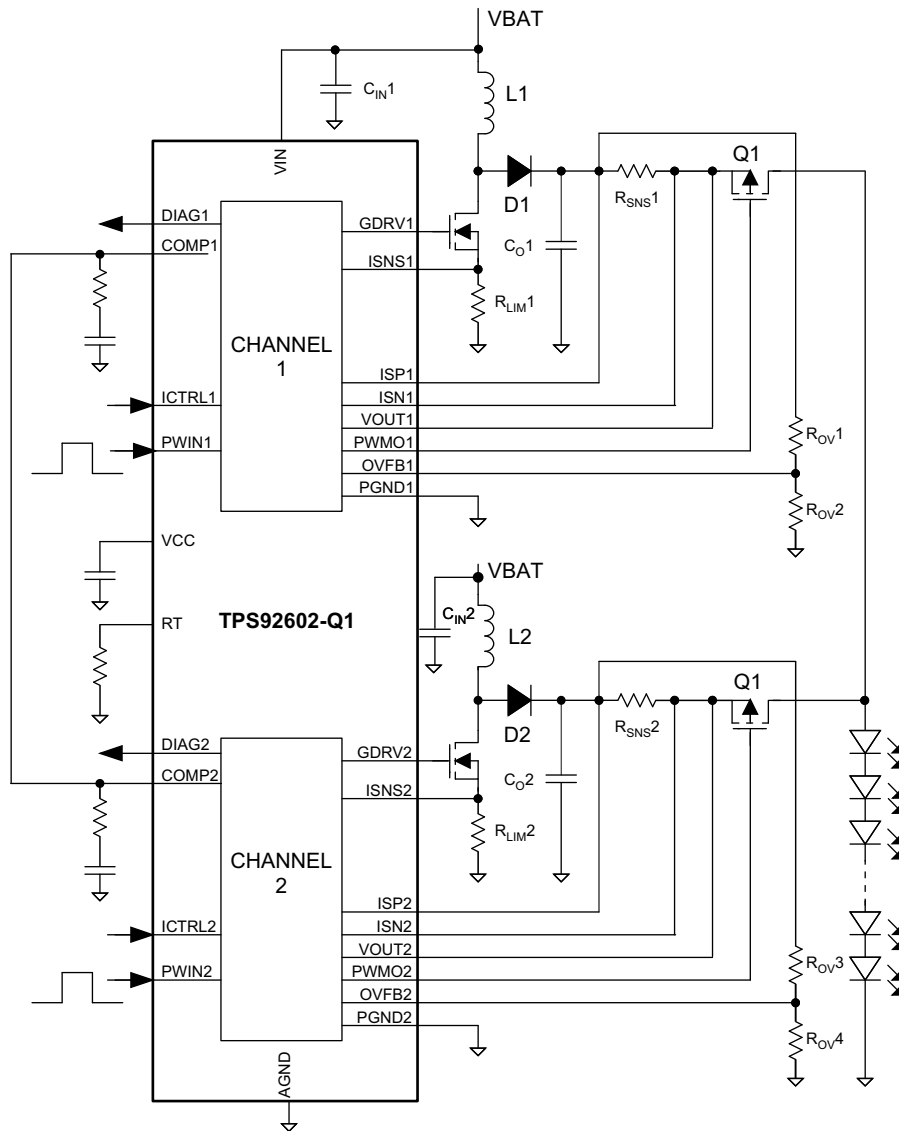 VBAT
C_IN1
L1
VIN
Q1
D1
R_SNS1
DIAG1
GDRV1
COMP1
C_O1
ISNS1
R_LIM1
CHANNEL
1
ISP1
ICTRL1
ISN1
VOUT1
R_OV1
PWIN1
PWMO1
OVFB1
PGND1
R_OV2
VCC
VBAT
C_IN2
TPS92602-Q1
RT
L2
Q1
D2
R_SNS2
DIAG2
GDRV2
COMP2
C_O2
ISNS2
R_LIM2
CHANNEL
2
ISP2
ICTRL2
ISN2
VOUT2
R_OV3
PWIN2
PWMO2
OVFB2
PGND2
R_OV4
AGND